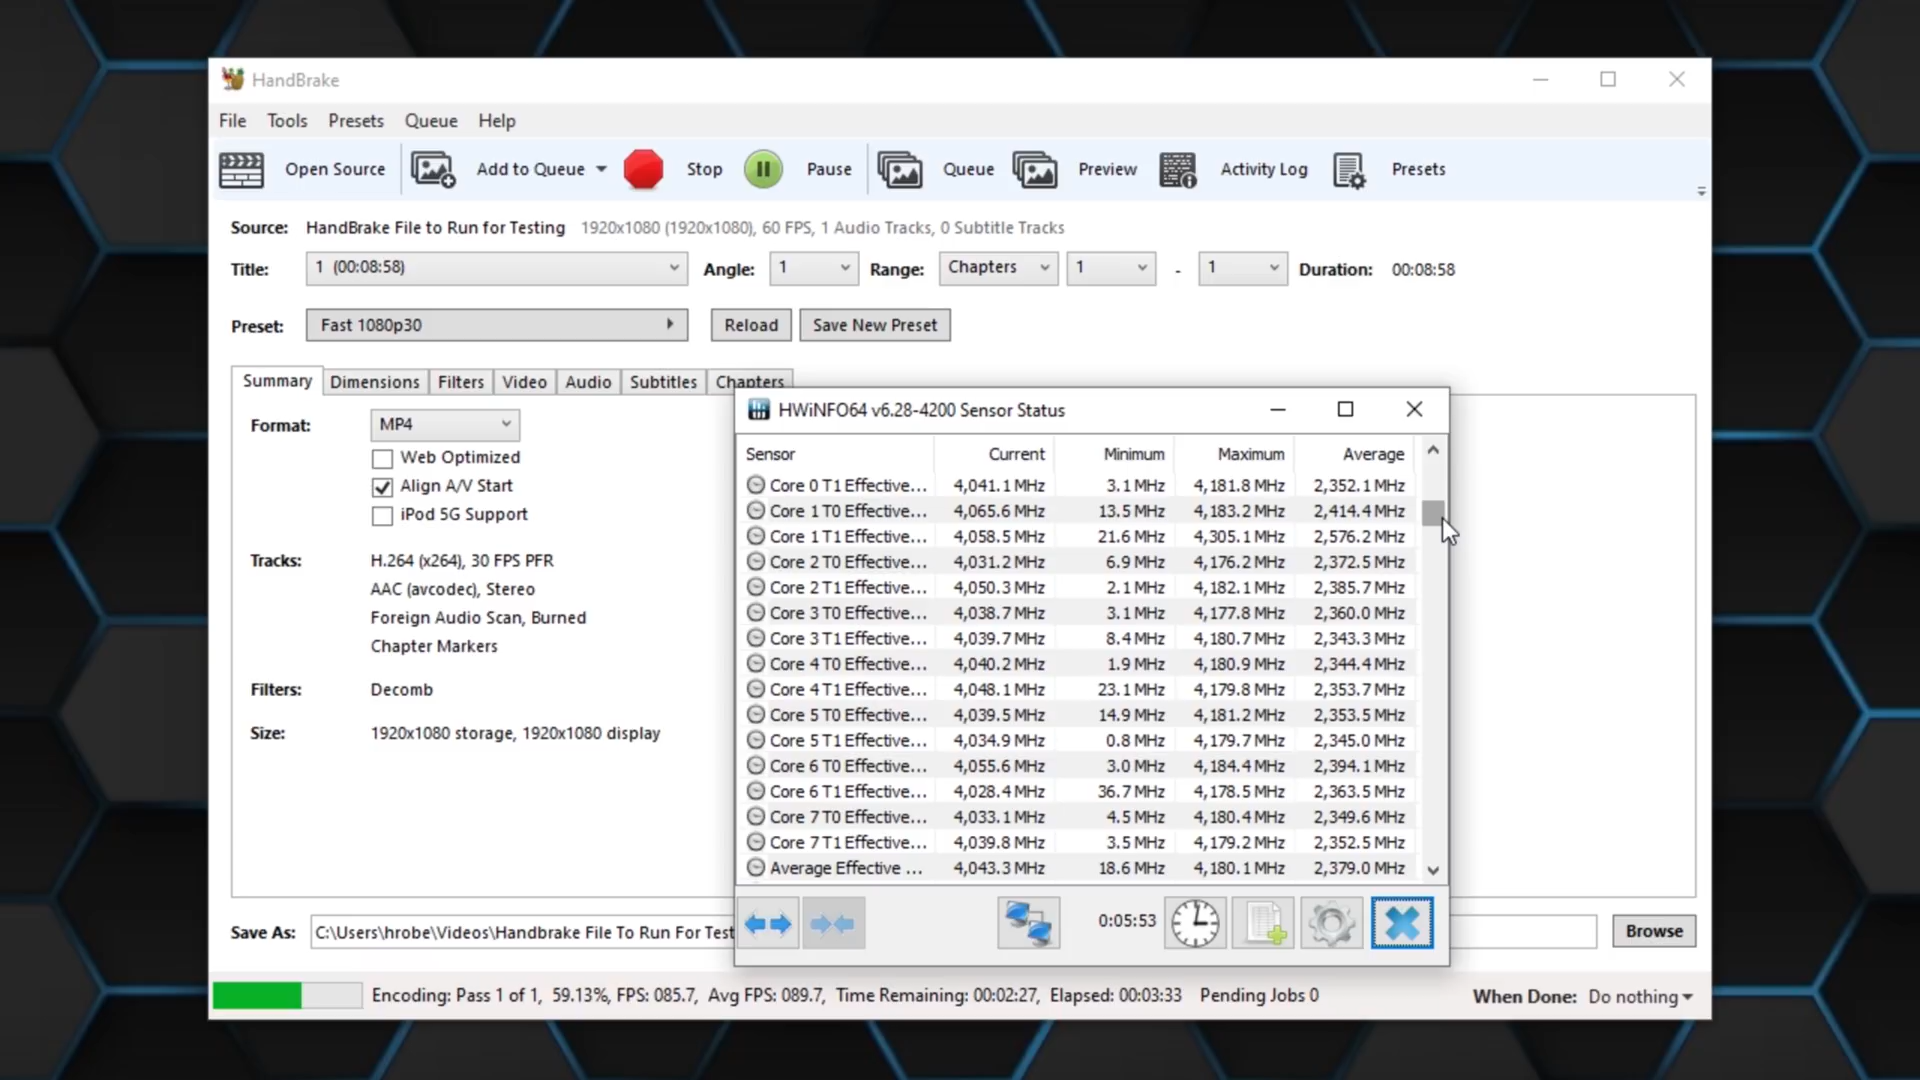 HandBrake
File Tools Presets Queue Help
Open Source Add to Queue Stop Pause Queue Preview Activity Log Presets
Source: HandBrake File to Run for Testing 1920x1080 (1920x1080), 60 FPS, 1 Audio Tracks, 0 Subtitle Tracks
Title: 1 (00:08:58) Angle: 1 Range: Chapters 1 - 1 Duration: 00:08:58
Preset: Fast 1080p30 Reload Save New Preset
Summary Dimensions Filters Video Audio Subtitles Chapters
Format: MP4
Web Optimized
Align A/V Start
iPod 5G Support
Tracks: H.264 (x264), 30 FPS PFR
AAC (avcodec), Stereo
Foreign Audio Scan, Burned
Chapter Markers
Filters: Decomb
Size: 1920x1080 storage, 1920x1080 display
HWiNFO64 v6.28-4200 Sensor Status
Sensor Current Minimum Maximum Average
Core 0 T1 Effective... 4,041.1 MHz 3.1 MHz 4,181.8 MHz 2,352.1 MHz
Core 1 T0 Effective... 4,065.6 MHz 13.5 MHz 4,183.2 MHz 2,414.4 MHz
Core 1 T1 Effective... 4,058.5 MHz 21.6 MHz 4,305.1 MHz 2,576.2 MHz
Core 2 T0 Effective... 4,031.2 MHz 6.9 MHz 4,176.2 MHz 2,372.5 MHz
Core 2 T1 Effective... 4,050.3 MHz 2.1 MHz 4,182.1 MHz 2,385.7 MHz
Core 3 T0 Effective... 4,038.7 MHz 3.1 MHz 4,177.8 MHz 2,360.0 MHz
Core 3 T1 Effective... 4,039.7 MHz 8.4 MHz 4,180.7 MHz 2,343.3 MHz
Core 4 T0 Effective... 4,040.2 MHz 1.9 MHz 4,180.9 MHz 2,344.4 MHz
Core 4 T1 Effective... 4,048.1 MHz 23.1 MHz 4,179.8 MHz 2,353.7 MHz
Core 5 T0 Effective... 4,039.5 MHz 14.9 MHz 4,181.2 MHz 2,353.5 MHz
Core 5 T1 Effective... 4,034.9 MHz 0.8 MHz 4,179.7 MHz 2,345.0 MHz
Core 6 T0 Effective... 4,055.6 MHz 3.0 MHz 4,184.4 MHz 2,394.1 MHz
Core 6 T1 Effective... 4,028.4 MHz 36.7 MHz 4,178.5 MHz 2,363.5 MHz
Core 7 T0 Effective... 4,033.1 MHz 4.5 MHz 4,180.4 MHz 2,349.6 MHz
Core 7 T1 Effective... 4,039.8 MHz 3.5 MHz 4,179.2 MHz 2,352.5 MHz
Average Effective ... 4,043.3 MHz 18.6 MHz 4,180.1 MHz 2,379.0 MHz
0:05:53
Save As: C:\Users\hrobe\Videos\Handbrake File To Run For Test Browse
Encoding: Pass 1 of 1, 59.13%, FPS: 085.7, Avg FPS: 089.7, Time Remaining: 00:02:27, Elapsed: 00:03:33 Pending Jobs 0 When Done: Do nothing